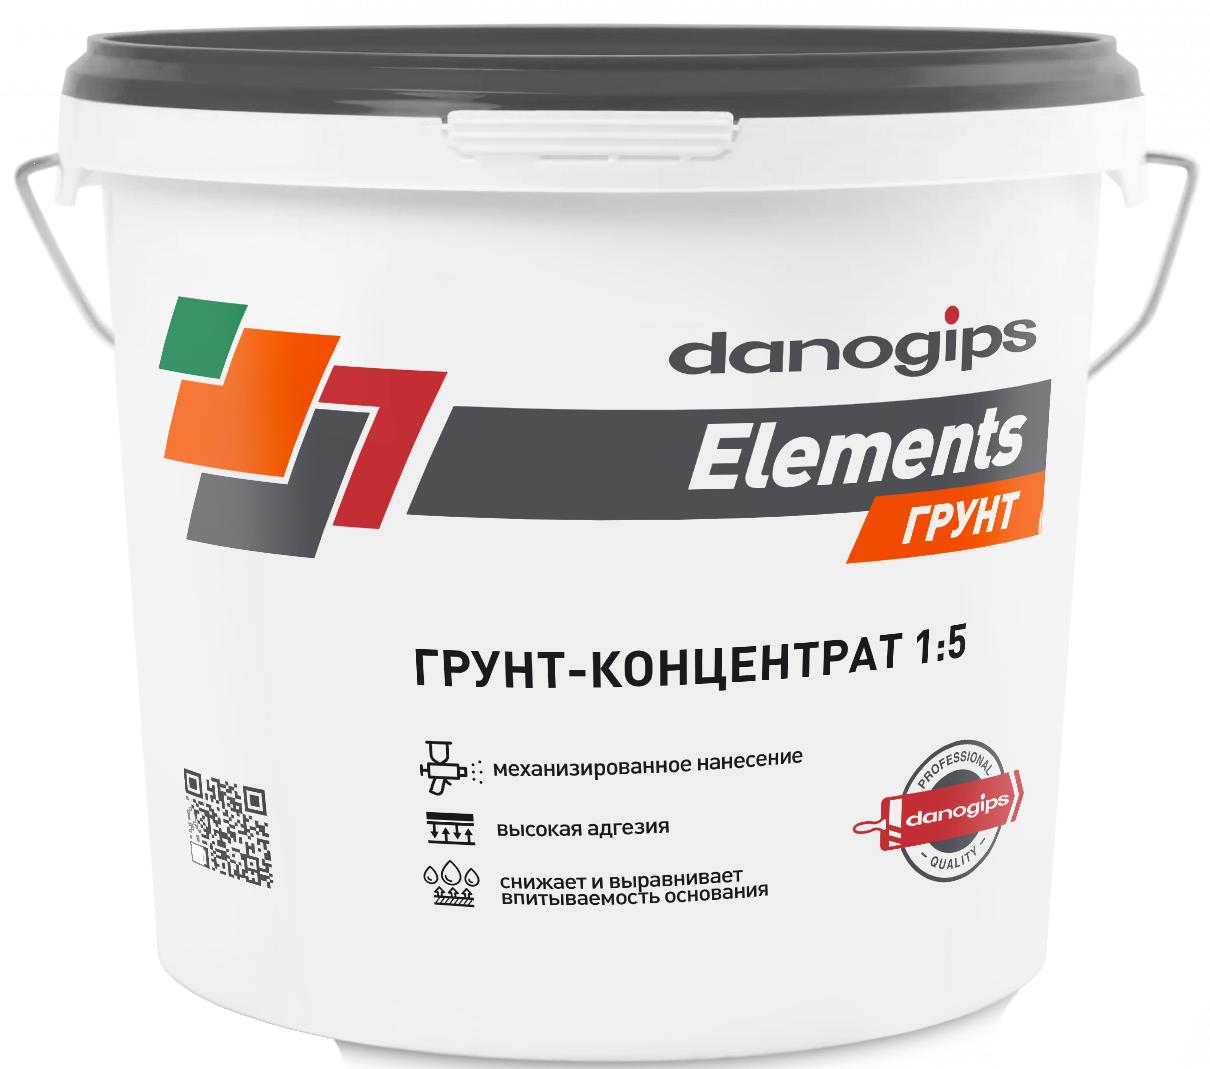 danogips
Elements
ГРУНТ
ГРУНТ-КОНЦЕНТРАТ 1:5
механизированное нанесение
высокая адгезия
снижает и выравнивает
впитываемость основания
PROFESSIONAL
danogips
- QUALITY -